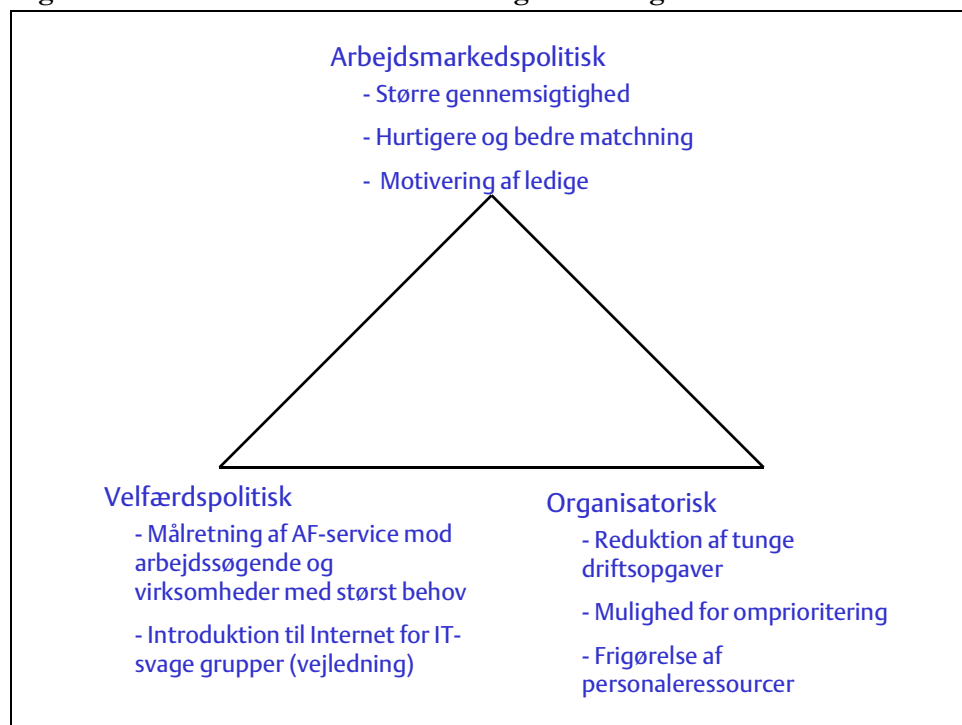 Arbejdsmarkedspolitisk
- Større gennemsigtighed
- Hurtigere og bedre matchning
- Motivering af ledige
Velfærdspolitisk
- Målretning af AF-service mod
arbejdssøgende og
virksomheder med størst behov
- Introduktion til Internet for IT-
svage grupper (vejledning)
Organisatorisk
- Reduktion af tunge
driftsopgaver
- Mulighed for omprioritering
- Frigørelse af
personaleressourcer